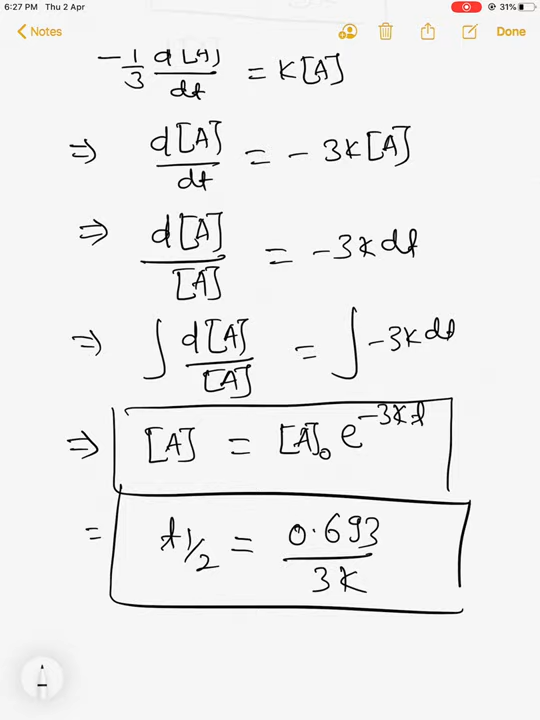 6:27 PM Thu 2 Apr 31%
Notes Done
-1/3 d[A]/dt = K[A]
⇒ d[A]/dt = - 3K[A]
⇒ d[A]/[A] = -3K dt
⇒ ∫ d[A]/[A] = ∫ -3K dt
⇒ [A] = [A]₀ e^{-3Kt}
= t1/2 = 0.693/3K